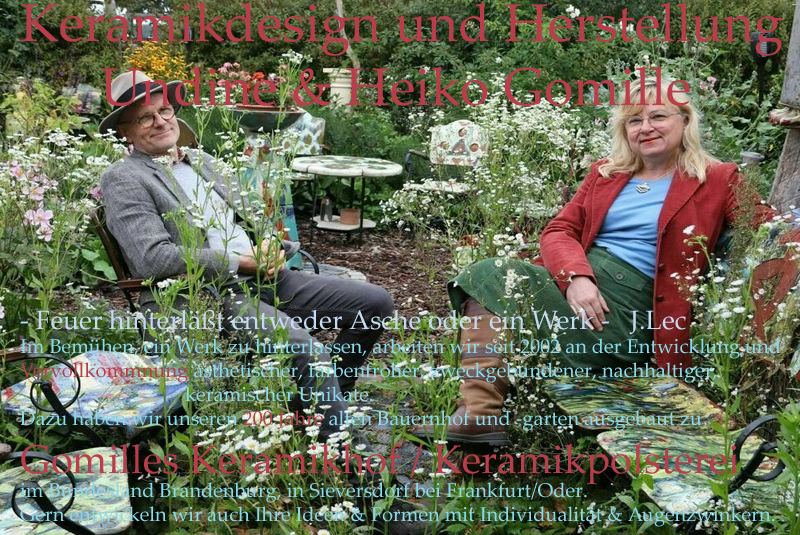 Keramikdesign und Herstellung
Undine & Heiko Gomille
- Feuer hinterläßt entweder Asche oder ein Werk - J.Lec
Im Bemühen, ein Werk zu hinterlassen, arbeiten wir seit 2002 an der Entwicklung und
Vervollkommnung ästhetischer, farbenfroher, zweckgebundener, nachhaltiger,
keramischer Unikate.
Dazu haben wir unseren 200 Jahre alten Bauernhof und -garten ausgebaut zu
Gomilles Keramikhof / Keramikpolsterei
im Bundesland Brandenburg, in Sieversdorf bei Frankfurt/Oder.
Gern entwickeln wir auch Ihre Ideen & Formen mit Individualität & Augenzwinkern.